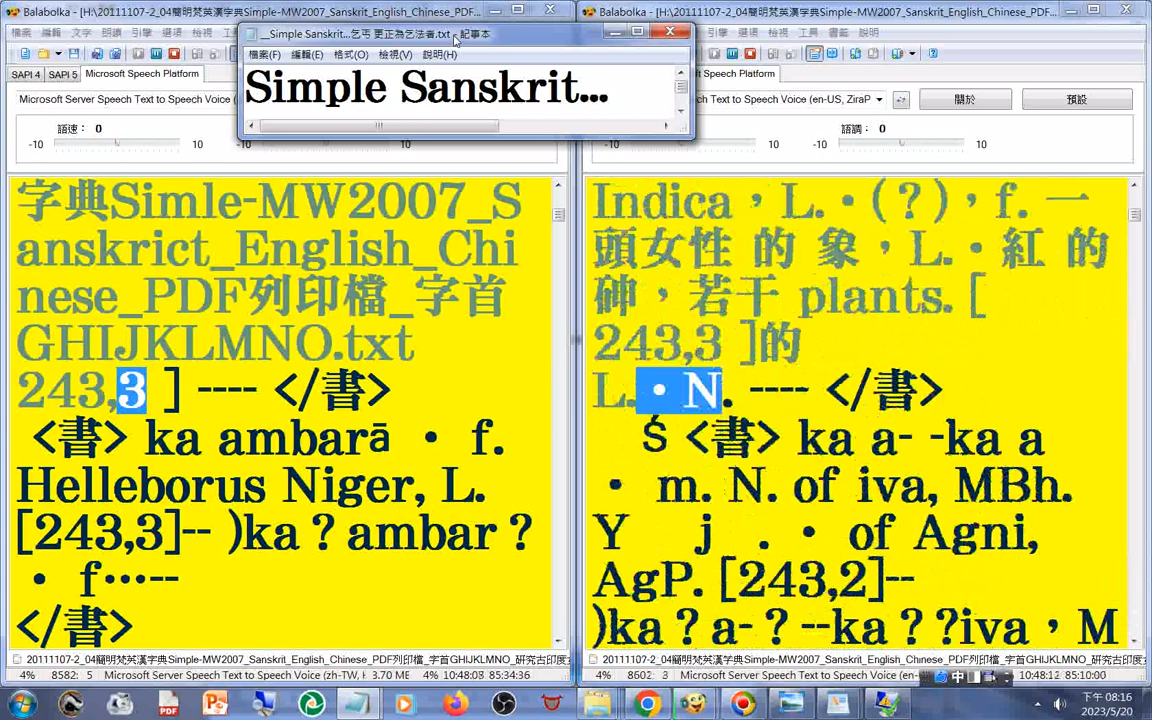 Balabolka - [H:\20111107-2_04簡明梵英漢字典Simple-MW2007_Sanskrit_English_Chinese_PDF...
Balabolka - [H:\20111107-2_04簡明梵英漢字典Simple-MW2007_Sanskrit_English_Chinese_PDF...
__Simple Sanskrit...乞丐 更正為乞法者.txt - 記事本
檔案(F) 編輯(E) 格式(O) 檢視(V) 說明(H)
Simple Sanskrit...
SAPI 4 SAPI 5 Microsoft Speech Platform
Microsoft Server Speech Text to Speech Voice (
Microsoft Server Speech Text to Speech Voice (en-US, ZiraP
關於
預設
語速： 0
語調： 0
-10 10 -10 10
字典Simle-MW2007_S
anskrict_English_Chi
nese_PDF列印檔_字首
GHIJKLMNO.txt
243,3 ] ---- </書>
<書> ka ambarā • f.
Helleborus Niger, L.
[243,3]-- )ka？ambar？
• f⋯--
</書>
Indica，L.•(？)，f. 一
頭女性 的 象，L.•紅 的
砷，若干 plants. [
243,3 ]的
L.•N. ---- </書>
Ś <書> ka a- -ka a
• m. N. of iva, MBh.
Y j .• of Agni,
AgP. [243,2]--
)ka？a-？--ka？?iva，M
20111107-2_04簡明梵英漢字典Simple-MW2007_Sanskrit_English_Chinese_PDF列印檔_字首GHIJKLMNO_研究古印度
20111107-2_04簡明梵英漢字典Simple-MW2007_Sanskrit_English_Chinese_PDF列印檔_字首GHIJKLMNO_研究古印度
4% 8582: 5 Microsoft Speech Platform Microsoft Server Speech Text to Speech Voice (zh-TW, 3.70 MB 4% 10:48:03 85:34:36
8602: 3 Microsoft Speech Platform Microsoft Server Speech Text to Speech 10:48:12 85:10:00
中
下午 08:16
2023/5/20